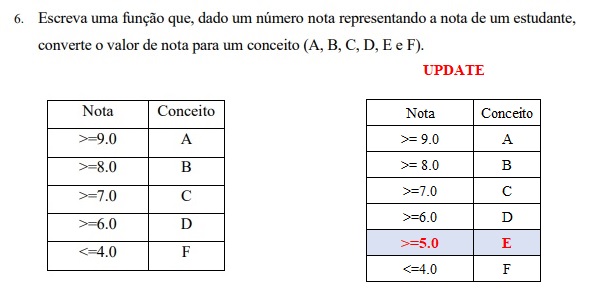 6. Escreva uma função que, dado um número nota representando a nota de um estudante,
converte o valor de nota para um conceito (A, B, C, D, E e F).
UPDATE
Nota Conceito
>=9.0 A
>=8.0 B
>=7.0 C
>=6.0 D
<=4.0 F
Nota Conceito
>= 9.0 A
>= 8.0 B
>=7.0 C
>=6.0 D
>=5.0 E
<=4.0 F